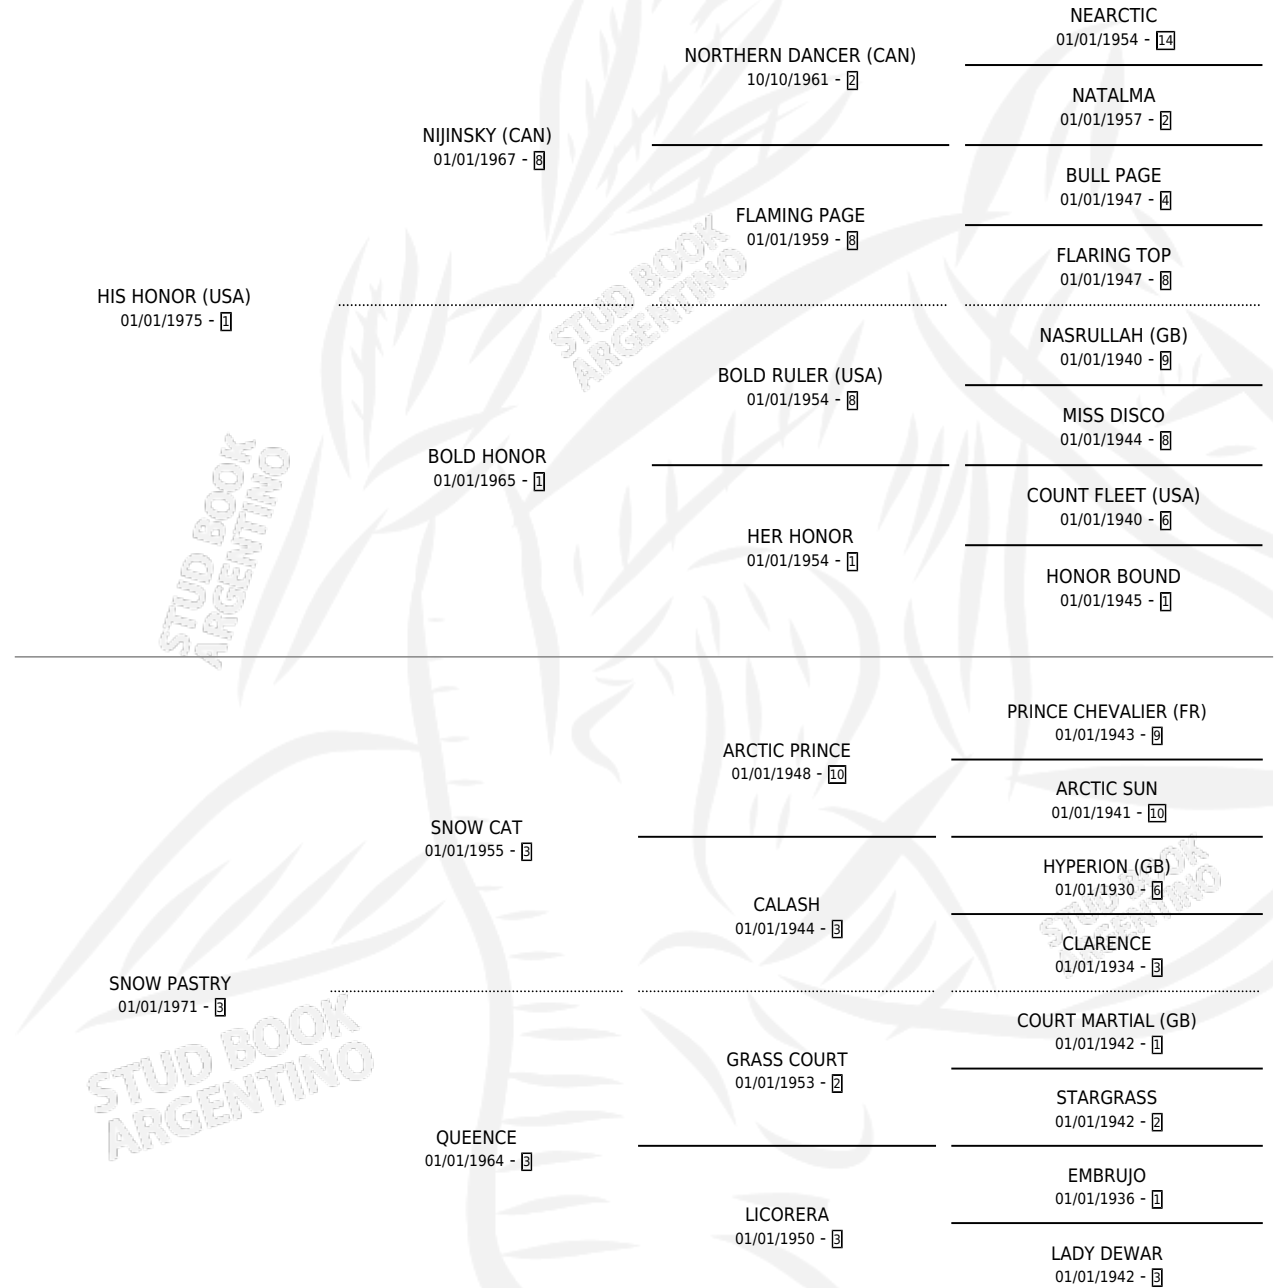 NEARCTIC
01/01/1954 - 14
NORTHERN DANCER (CAN)
10/10/1961 - 2
NATALMA
01/01/1957 - 2
NIJINSKY (CAN)
01/01/1967 - 8
BULL PAGE
01/01/1947 - 4
FLAMING PAGE
01/01/1959 - 8
FLARING TOP
01/01/1947 - 8
HIS HONOR (USA)
01/01/1975 - 1
STUD BOOK
ARGENTINO
NASRULLAH (GB)
01/01/1940 - 9
BOLD RULER (USA)
01/01/1954 - 8
MISS DISCO
01/01/1944 - 8
BOLD HONOR
01/01/1965 - 1
COUNT FLEET (USA)
01/01/1940 - 6
HER HONOR
01/01/1954 - 1
HONOR BOUND
01/01/1945 - 1
STUD BOOK
ARGENTINO
PRINCE CHEVALIER (FR)
01/01/1943 - 9
ARCTIC PRINCE
01/01/1948 - 10
ARCTIC SUN
01/01/1941 - 10
SNOW CAT
01/01/1955 - 3
HYPERION (GB)
01/01/1930 - 6
CALASH
01/01/1944 - 3
STUD BOOK
ARGENTINO
CLARENCE
01/01/1934 - 3
SNOW PASTRY
01/01/1971 - 3
COURT MARTIAL (GB)
01/01/1942 - 1
GRASS COURT
01/01/1953 - 2
STARGRASS
01/01/1942 - 2
STUD BOOK
ARGENTINO
QUEENCE
01/01/1964 - 3
EMBRUJO
01/01/1936 - 1
LICORERA
01/01/1950 - 3
LADY DEWAR
01/01/1942 - 3